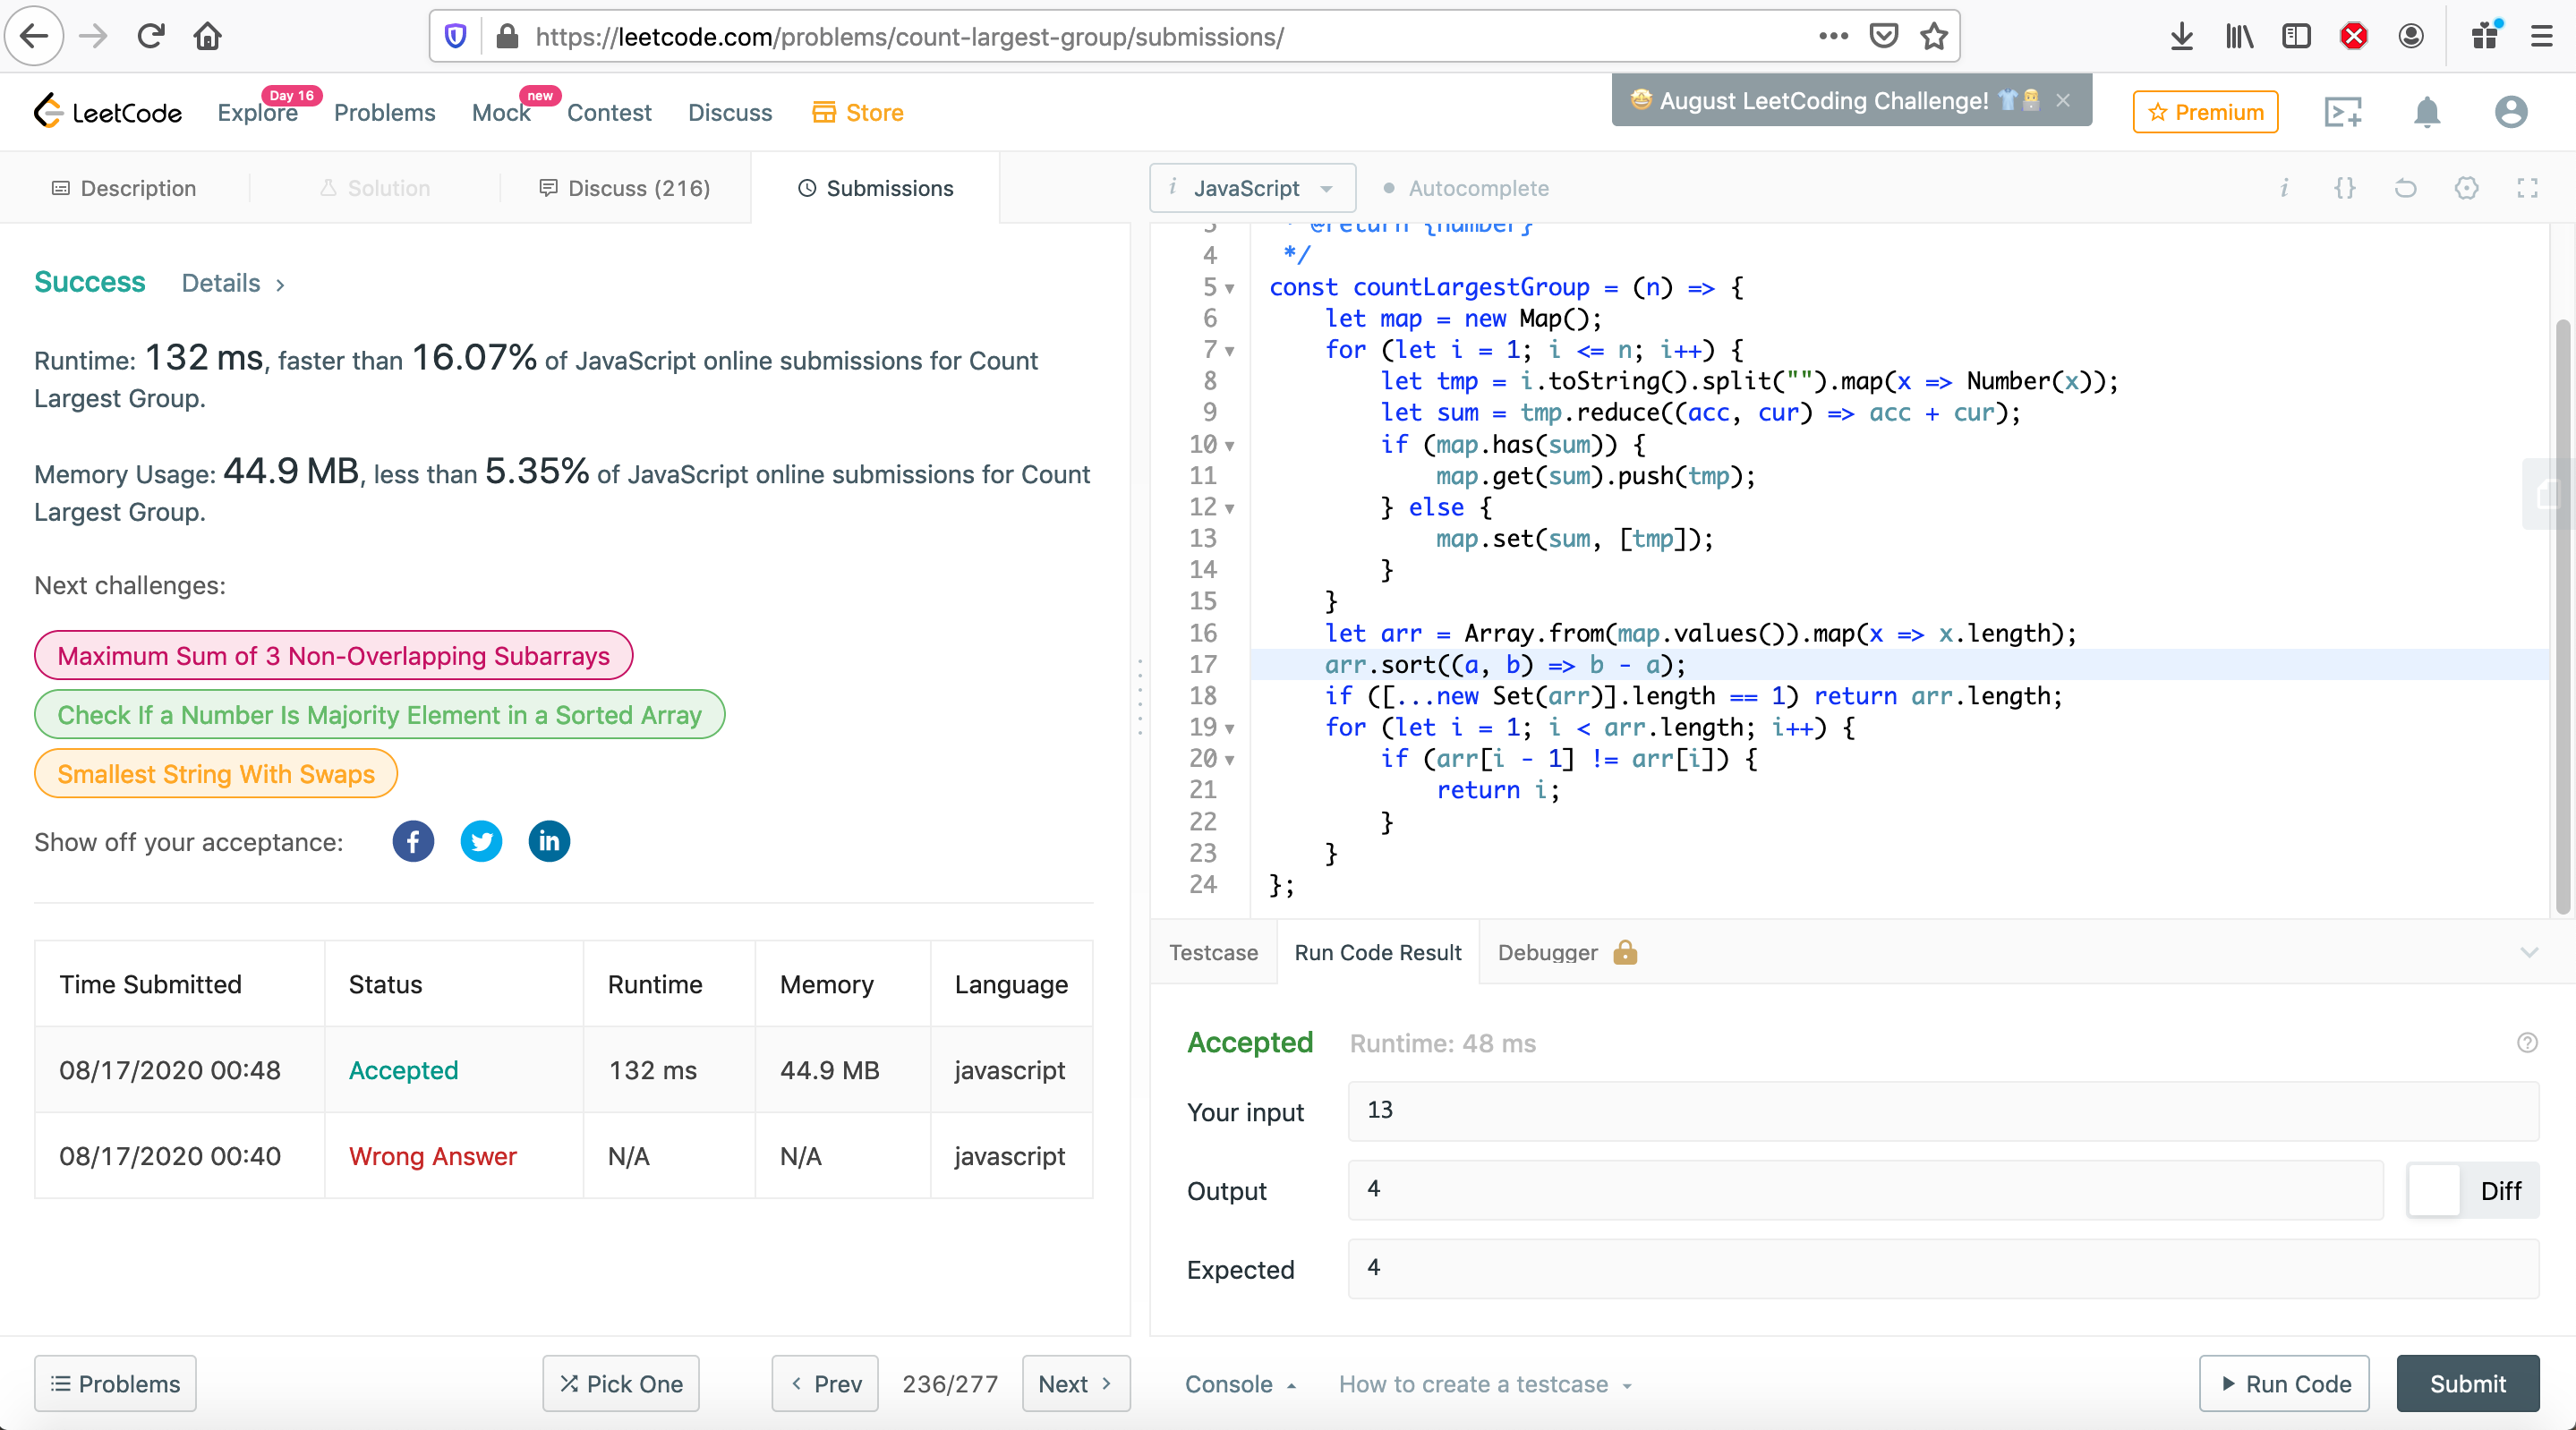 https://leetcode.com/problems/count-largest-group/submissions/
LeetCode
Explore
Day 16
Problems
Mock
new
Contest
Discuss
Store
🤩 August LeetCoding Challenge! ×
Premium
Description
Solution
Discuss (216)
Submissions
i JavaScript
Autocomplete
Success Details >
Runtime: 132 ms, faster than 16.07% of JavaScript online submissions for Count
Largest Group.
Memory Usage: 44.9 MB, less than 5.35% of JavaScript online submissions for Count
Largest Group.
Next challenges:
Maximum Sum of 3 Non-Overlapping Subarrays
Check If a Number Is Majority Element in a Sorted Array
Smallest String With Swaps
Show off your acceptance:
Time Submitted Status Runtime Memory Language
08/17/2020 00:48 Accepted 132 ms 44.9 MB javascript
08/17/2020 00:40 Wrong Answer N/A N/A javascript
Problems
Pick One
< Prev
236/277
Next >
3 * @return {number}
4 */
5 const countLargestGroup = (n) => {
6 let map = new Map();
7 for (let i = 1; i <= n; i++) {
8 let tmp = i.toString().split("").map(x => Number(x));
9 let sum = tmp.reduce((acc, cur) => acc + cur);
10 if (map.has(sum)) {
11 map.get(sum).push(tmp);
12 } else {
13 map.set(sum, [tmp]);
14 }
15 }
16 let arr = Array.from(map.values()).map(x => x.length);
17 arr.sort((a, b) => b - a);
18 if ([...new Set(arr)].length == 1) return arr.length;
19 for (let i = 1; i < arr.length; i++) {
20 if (arr[i - 1] != arr[i]) {
21 return i;
22 }
23 }
24 };
Testcase
Run Code Result
Debugger
Accepted Runtime: 48 ms
Your input 13
Output 4
Diff
Expected 4
Console
How to create a testcase
Run Code
Submit